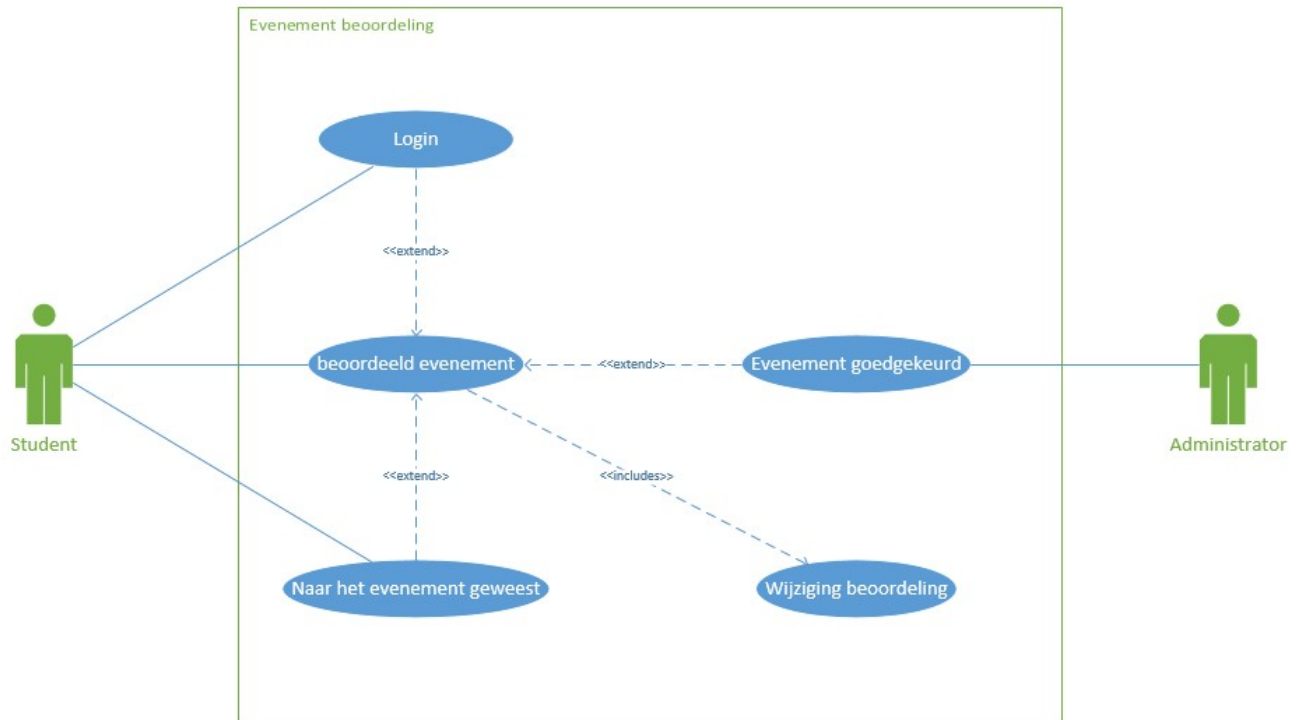 Evenement beoordeling
Login
<<extend>>
beoordeeld evenement
<<extend>>
Evenement goedgekeurd
Student
Administrator
<<extend>>
<<includes>>
Naar het evenement geweest
Wijziging beoordeling